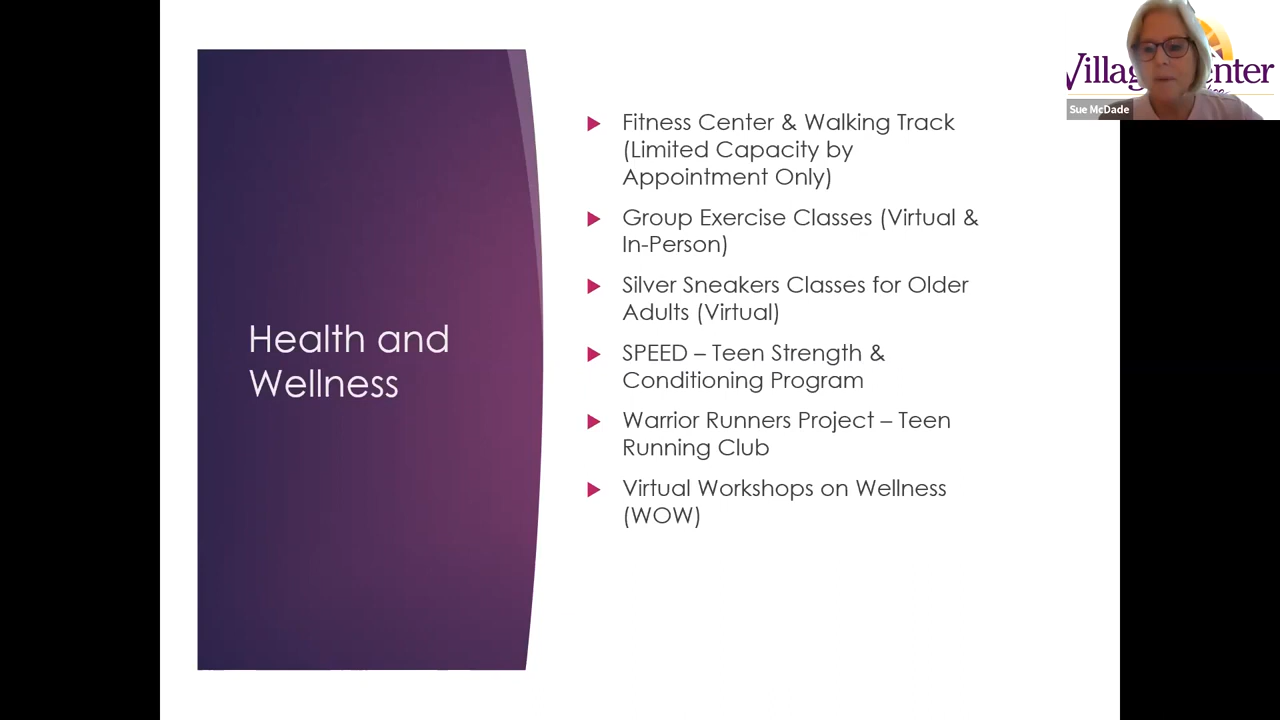 Health and
Wellness
Fitness Center & Walking Track
(Limited Capacity by
Appointment Only)
Group Exercise Classes (Virtual &
In-Person)
Silver Sneakers Classes for Older
Adults (Virtual)
SPEED – Teen Strength &
Conditioning Program
Warrior Runners Project – Teen
Running Club
Virtual Workshops on Wellness
(WOW)
Sue McDade